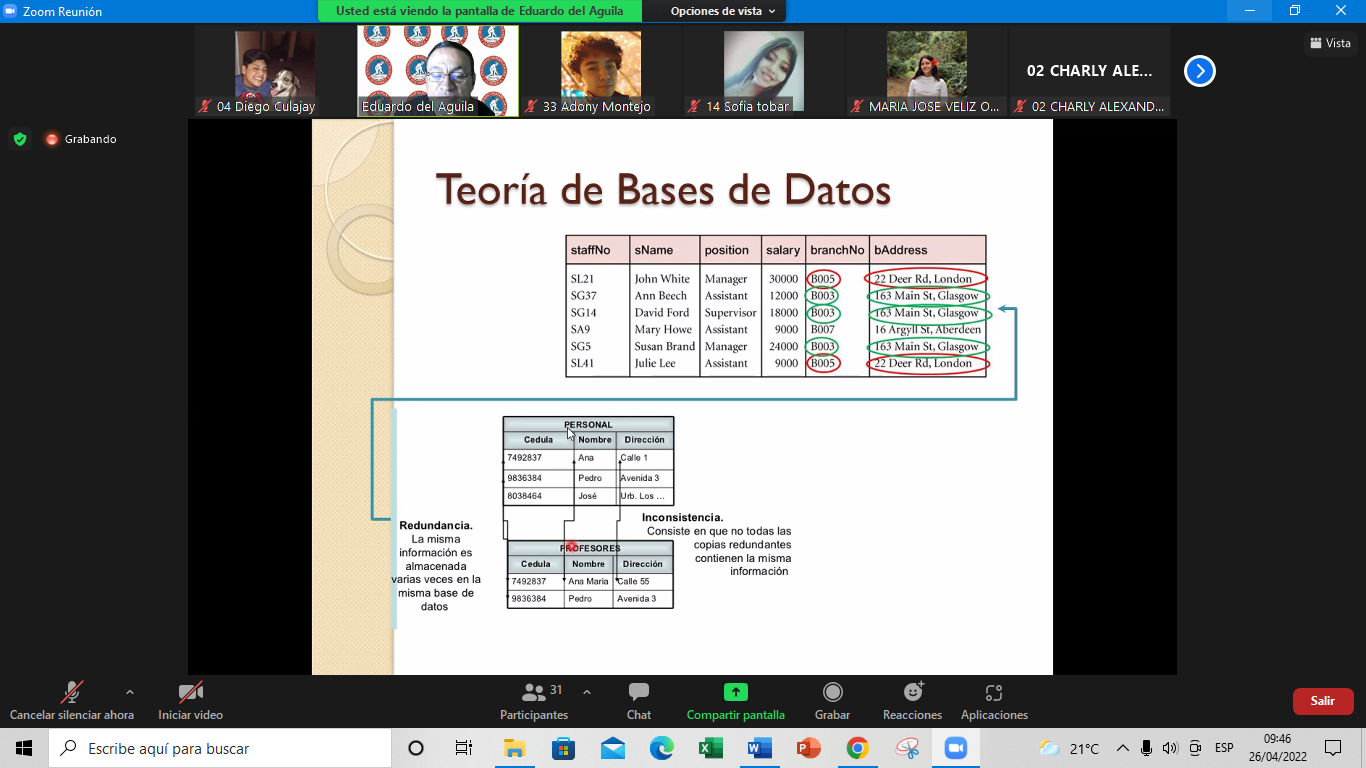 Zoom Reunión
Usted está viendo la pantalla de Eduardo del Aguila
Opciones de vista
Vista
04 Diego Culajay
Eduardo del Aguila
33 Adony Montejo
14 Sofia tobar
MARIA JOSE VELIZ O...
02 CHARLY ALE...
02 CHARLY ALEXAND...
Grabando
Teoría de Bases de Datos
staffNo sName position salary branchNo bAddress
SL21 John White Manager 30000 B005 22 Deer Rd, London
SG37 Ann Beech Assistant 12000 B003 163 Main St, Glasgow
SG14 David Ford Supervisor 18000 B003 163 Main St, Glasgow
SA9 Mary Howe Assistant 9000 B007 16 Argyll St, Aberdeen
SG5 Susan Brand Manager 24000 B003 163 Main St, Glasgow
SL41 Julie Lee Assistant 9000 B005 22 Deer Rd, London
PERSONAL
Cedula Nombre Dirección
7492837 Ana Calle 1
9836384 Pedro Avenida 3
8038464 José Urb. Los ...
Redundancia.
La misma
información es
almacenada
varias veces en la
misma base de
datos
Inconsistencia.
Consiste en que no todas las
copias redundantes
contienen la misma
información
PROFESORES
Cedula Nombre Dirección
7492837 Ana Maria Calle 55
9836384 Pedro Avenida 3
Cancelar silenciar ahora
Iniciar video
31
Participantes
Chat
Compartir pantalla
Grabar
Reacciones
Aplicaciones
Salir
Escribe aquí para buscar
21°C
ESP
09:46
26/04/2022